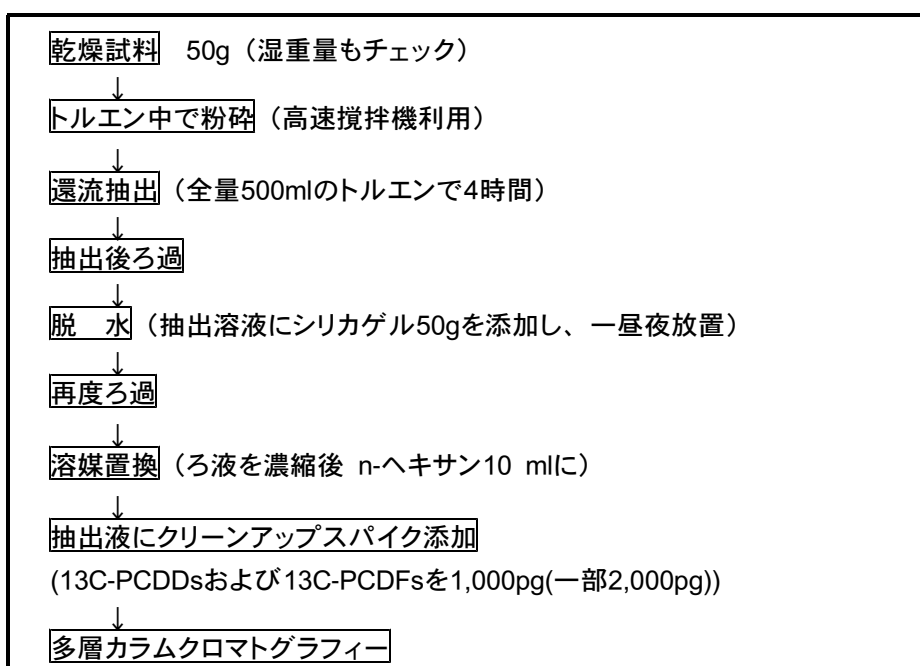 乾燥試料 50g（湿重量もチェック）
↓
トルエン中で粉砕（高速撹拌機利用）
↓
還流抽出（全量500mlのトルエンで4時間）
↓
抽出後ろ過
↓
脱 水（抽出溶液にシリカゲル50gを添加し、一昼夜放置）
↓
再度ろ過
↓
溶媒置換（ろ液を濃縮後 n-ヘキサン10 mlに）
↓
抽出液にクリーンアップスパイク添加
(13C-PCDDsおよび13C-PCDFsを1,000pg(一部2,000pg))
↓
多層カラムクロマトグラフィー